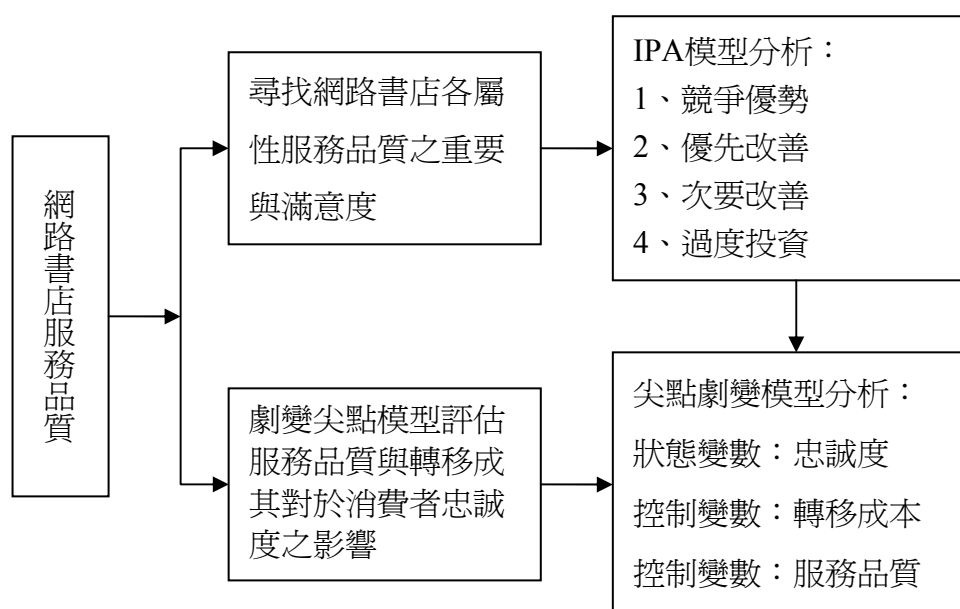 網路書店服務品質
尋找網路書店各屬
性服務品質之重要
與滿意度
IPA模型分析：
1、競爭優勢
2、優先改善
3、次要改善
4、過度投資
劇變尖點模型評估
服務品質與轉移成
其對於消費者忠誠
度之影響
尖點劇變模型分析：
狀態變數：忠誠度
控制變數：轉移成本
控制變數：服務品質